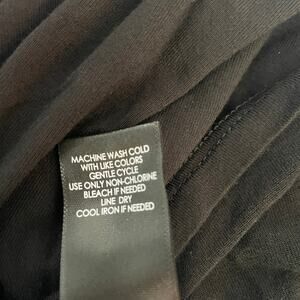 MACHINE WASH COLD
WITH LIKE COLORS
GENTLE CYCLE
USE ONLY NON-CHLORINE
BLEACH IF NEEDED
LINE DRY
COOL IRON IF NEEDED